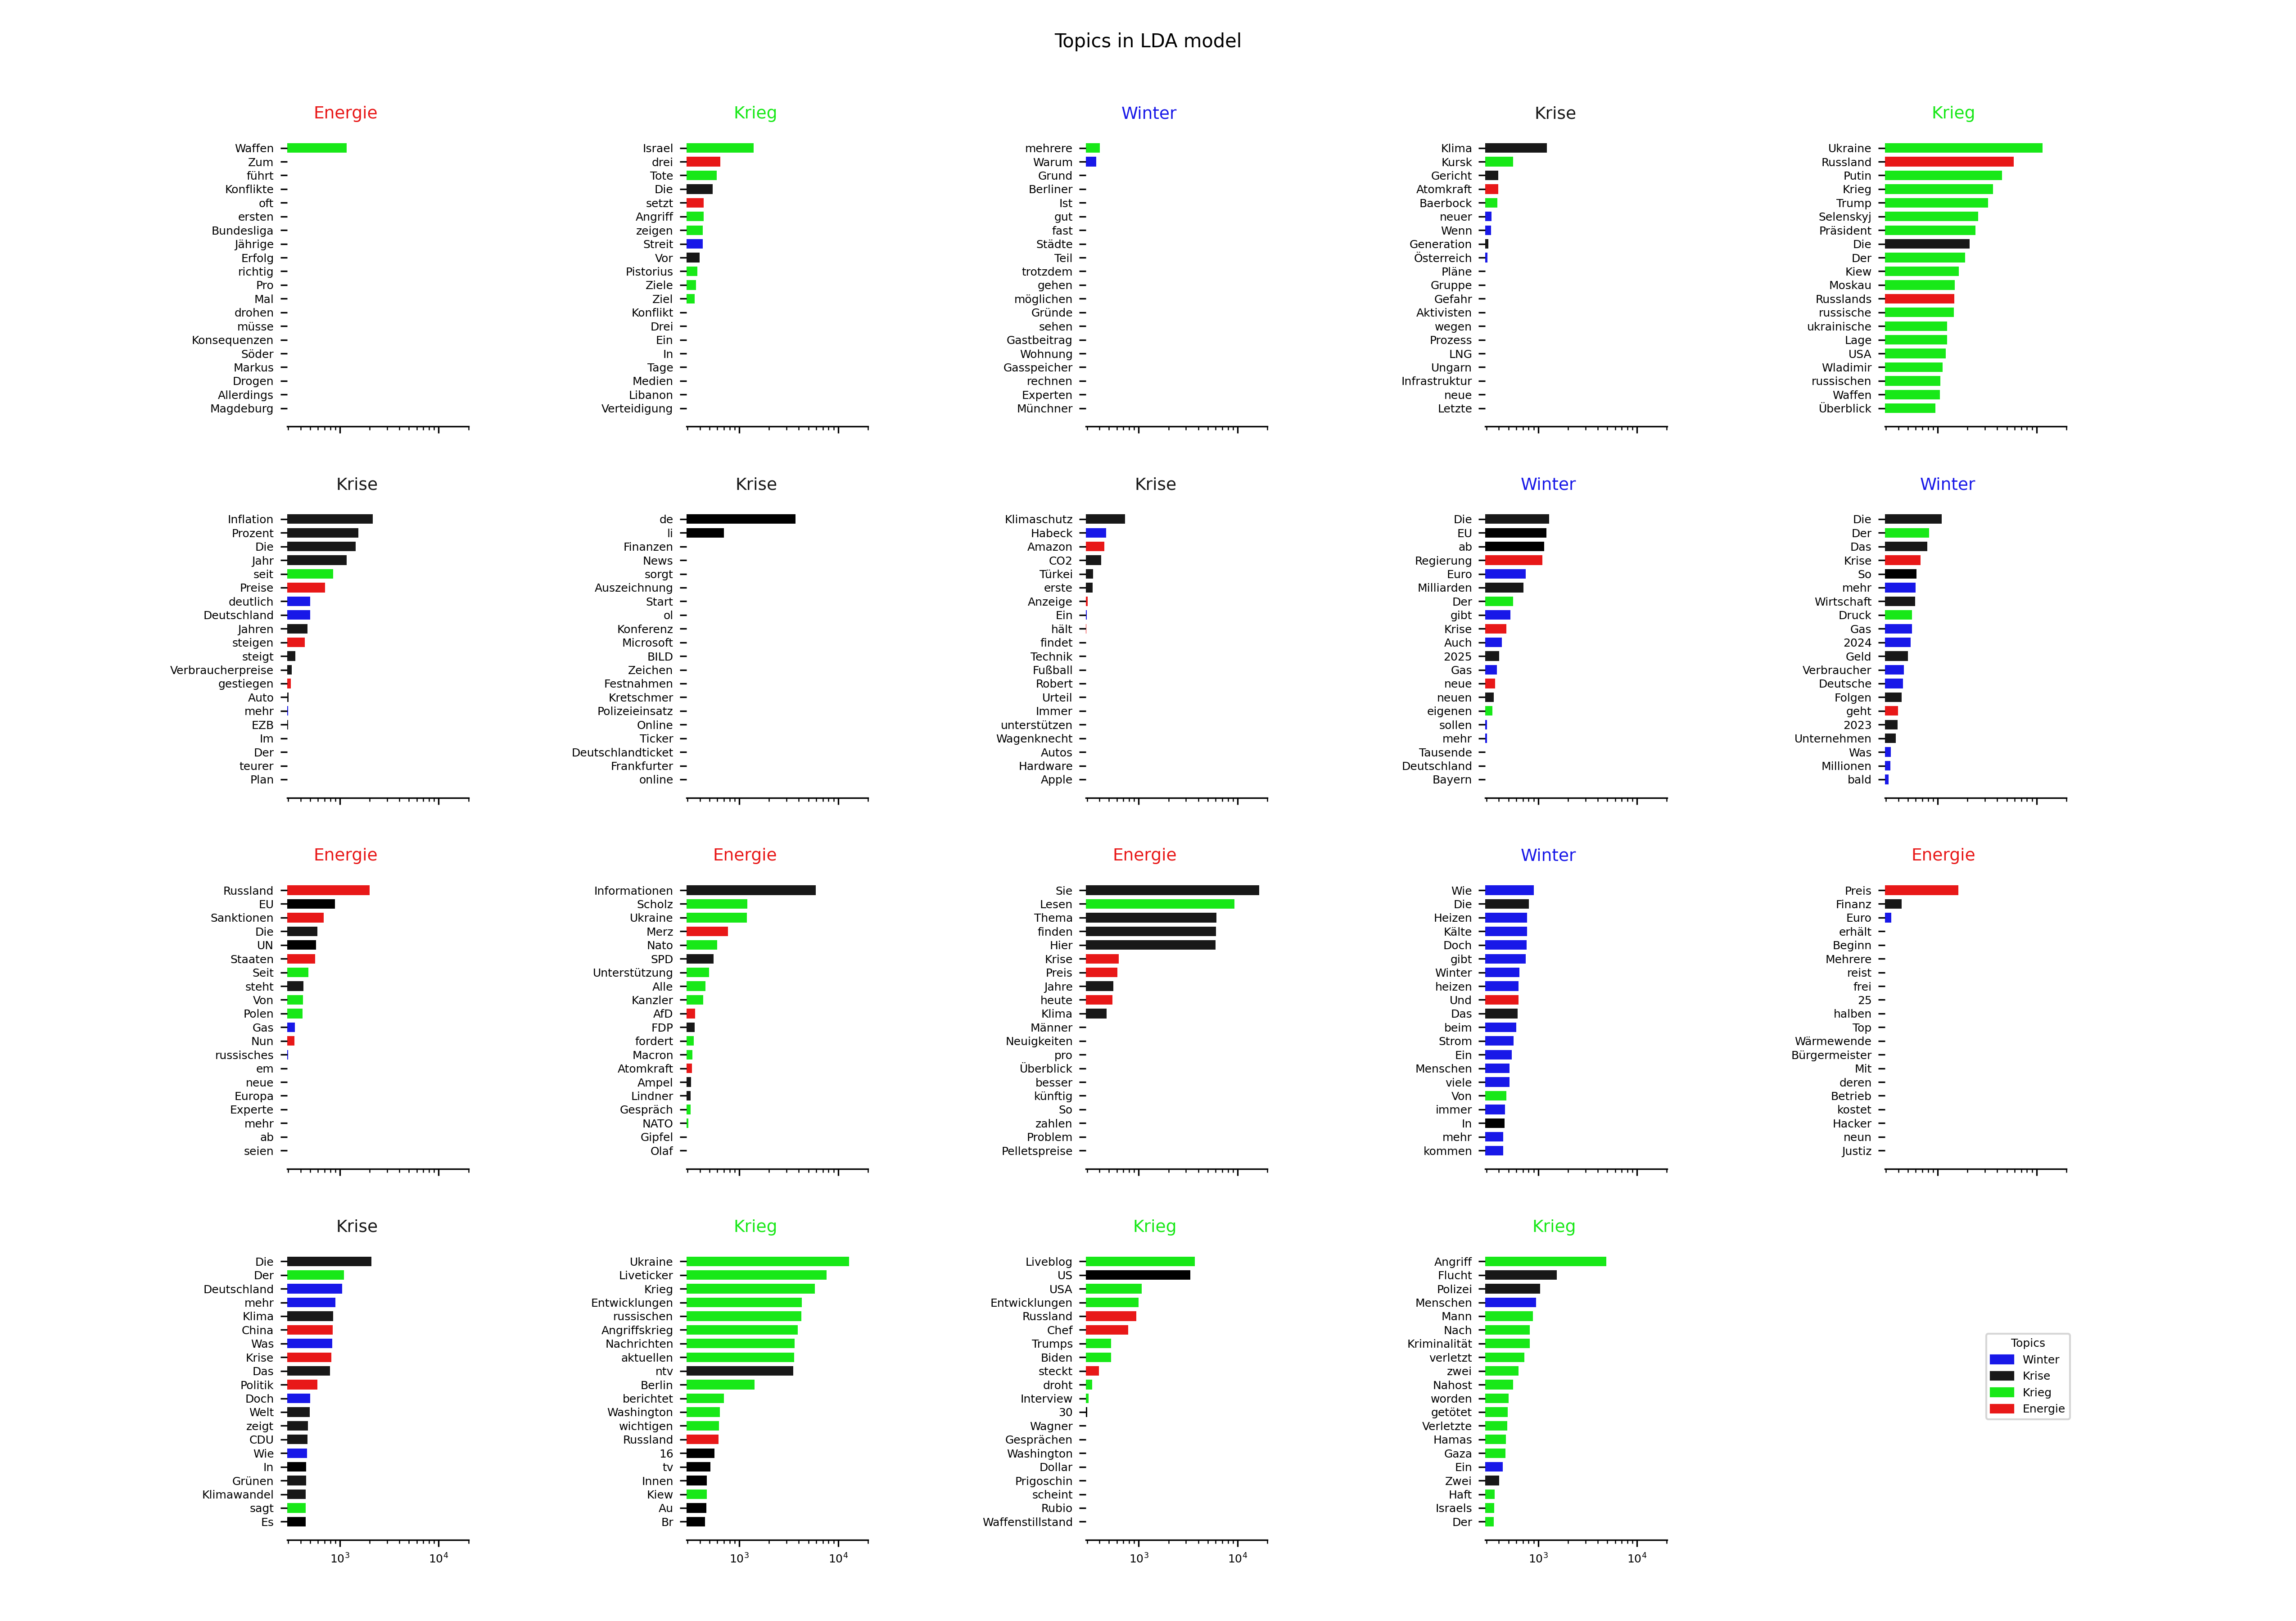 Topics in LDA model
Energie
Waffen
Zum
führt
Konflikte
oft
ersten
Bundesliga
Jährige
Erfolg
richtig
Pro
Mal
drohen
müsse
Konsequenzen
Söder
Markus
Drogen
Allerdings
Magdeburg
Krieg
Israel
drei
Tote
Die
setzt
Angriff
zeigen
Streit
Vor
Pistorius
Ziele
Ziel
Konflikt
Drei
Ein
In
Tage
Medien
Libanon
Verteidigung
Winter
mehrere
Warum
Grund
Berliner
Ist
gut
fast
Städte
Teil
trotzdem
gehen
möglichen
Gründe
sehen
Gastbeitrag
Wohnung
Gasspeicher
rechnen
Experten
Münchner
Krise
Klima
Kursk
Gericht
Atomkraft
Baerbock
neuer
Wenn
Generation
Österreich
Pläne
Gruppe
Gefahr
Aktivisten
wegen
Prozess
LNG
Ungarn
Infrastruktur
neue
Letzte
Krieg
Ukraine
Russland
Putin
Krieg
Trump
Selenskyj
Präsident
Die
Der
Kiew
Moskau
Russlands
russische
ukrainische
Lage
USA
Wladimir
russischen
Waffen
Überblick
Krise
Inflation
Prozent
Die
Jahr
seit
Preise
deutlich
Deutschland
Jahren
steigen
steigt
Verbraucherpreise
gestiegen
Auto
mehr
EZB
Im
Der
teurer
Plan
Krise
de
li
Finanzen
News
sorgt
Auszeichnung
Start
ol
Konferenz
Microsoft
BILD
Zeichen
Festnahmen
Kretschmer
Polizeieinsatz
Online
Ticker
Deutschlandticket
Frankfurter
online
Krise
Klimaschutz
Habeck
Amazon
CO2
Türkei
erste
Anzeige
Ein
hält
findet
Technik
Fußball
Robert
Urteil
Immer
unterstützen
Wagenknecht
Autos
Hardware
Apple
Winter
Die
EU
ab
Regierung
Euro
Milliarden
Der
gibt
Krise
Auch
2025
Gas
neue
neuen
eigenen
sollen
mehr
Tausende
Deutschland
Bayern
Winter
Die
Der
Das
Krise
So
mehr
Wirtschaft
Druck
Gas
2024
Geld
Verbraucher
Deutsche
Folgen
geht
2023
Unternehmen
Was
Millionen
bald
Energie
Russland
EU
Sanktionen
Die
UN
Staaten
Seit
steht
Von
Polen
Gas
Nun
russisches
em
neue
Europa
Experte
mehr
ab
seien
Energie
Informationen
Scholz
Ukraine
Merz
Nato
SPD
Unterstützung
Alle
Kanzler
AfD
FDP
fordert
Macron
Atomkraft
Ampel
Lindner
Gespräch
NATO
Gipfel
Olaf
Energie
Sie
Lesen
Thema
finden
Hier
Krise
Preis
Jahre
heute
Klima
Männer
Neuigkeiten
pro
Überblick
besser
künftig
So
zahlen
Problem
Pelletspreise
Winter
Wie
Die
Heizen
Kälte
Doch
gibt
Winter
heizen
Und
Das
beim
Strom
Ein
Menschen
viele
Von
immer
In
mehr
kommen
Energie
Preis
Finanz
Euro
erhält
Beginn
Mehrere
reist
frei
25
halben
Top
Wärmewende
Bürgermeister
Mit
deren
Betrieb
kostet
Hacker
neun
Justiz
Krise
Die
Der
Deutschland
mehr
Klima
China
Was
Krise
Das
Politik
Doch
Welt
zeigt
CDU
Wie
In
Grünen
Klimawandel
sagt
Es
10³
10⁴
Krieg
Ukraine
Liveticker
Krieg
Entwicklungen
russischen
Angriffskrieg
Nachrichten
aktuellen
ntv
Berlin
berichtet
Washington
wichtigen
Russland
16
tv
Innen
Kiew
Au
Br
10³
10⁴
Krieg
Liveblog
US
USA
Entwicklungen
Russland
Chef
Trumps
Biden
steckt
droht
Interview
30
Wagner
Gesprächen
Washington
Dollar
Prigoschin
scheint
Rubio
Waffenstillstand
10³
10⁴
Krieg
Angriff
Flucht
Polizei
Menschen
Mann
Nach
Kriminalität
verletzt
zwei
Nahost
worden
getötet
Verletzte
Hamas
Gaza
Ein
Zwei
Haft
Israels
Der
10³
10⁴
Topics
Winter
Krise
Krieg
Energie